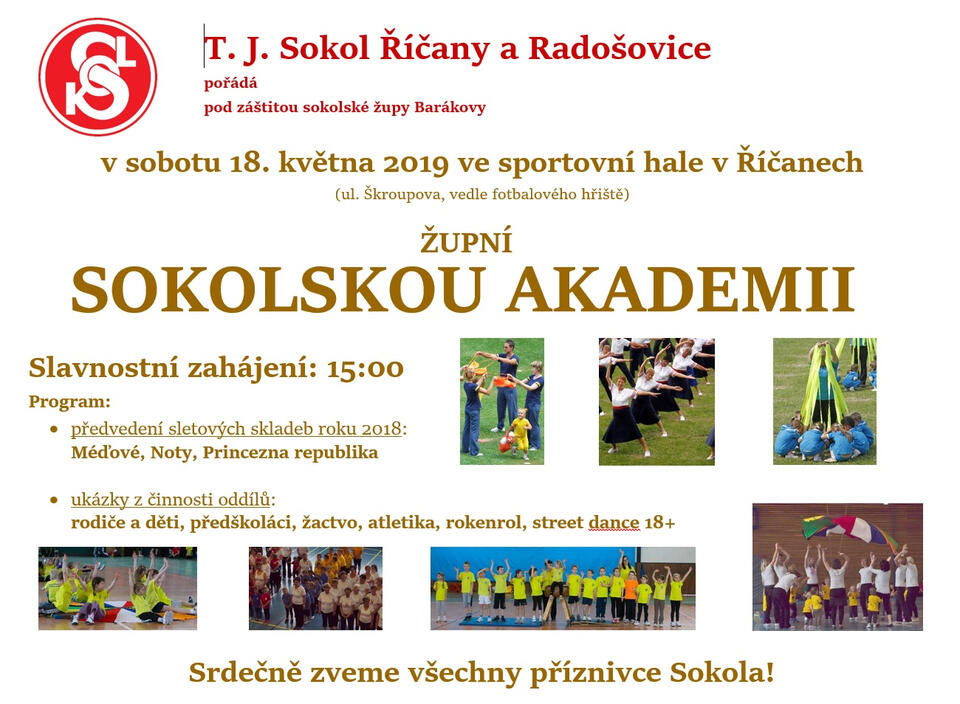 T. J. Sokol Říčany a Radošovice
pořádá
pod záštitou sokolské župy Barákovy
v sobotu 18. května 2019 ve sportovní hale v Říčanech
(ul. Škroupova, vedle fotbalového hřiště)
ŽUPNÍ
SOKOLSKOU AKADEMII
Slavnostní zahájení: 15:00
Program:
• předvedení sletových skladeb roku 2018:
Méďové, Noty, Princezna republika
• ukázky z činnosti oddílů:
rodiče a děti, předškoláci, žactvo, atletika, rokenrol, street dance 18+
Srdečně zveme všechny příznivce Sokola!